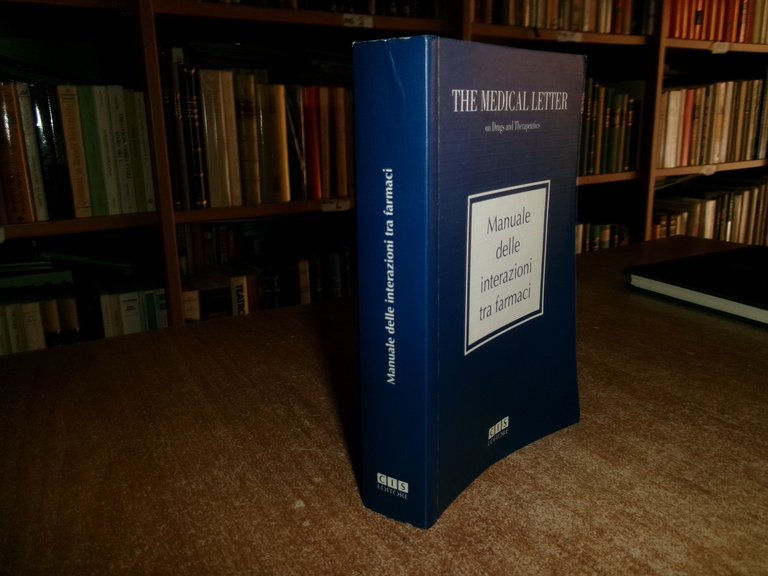 Manuale delle interazioni tra farmaci
CIS
EDITORE
THE MEDICAL LETTER
on Drugs and Therapeutics
Manuale
delle
interazioni
tra farmaci
CIS
EDITORE